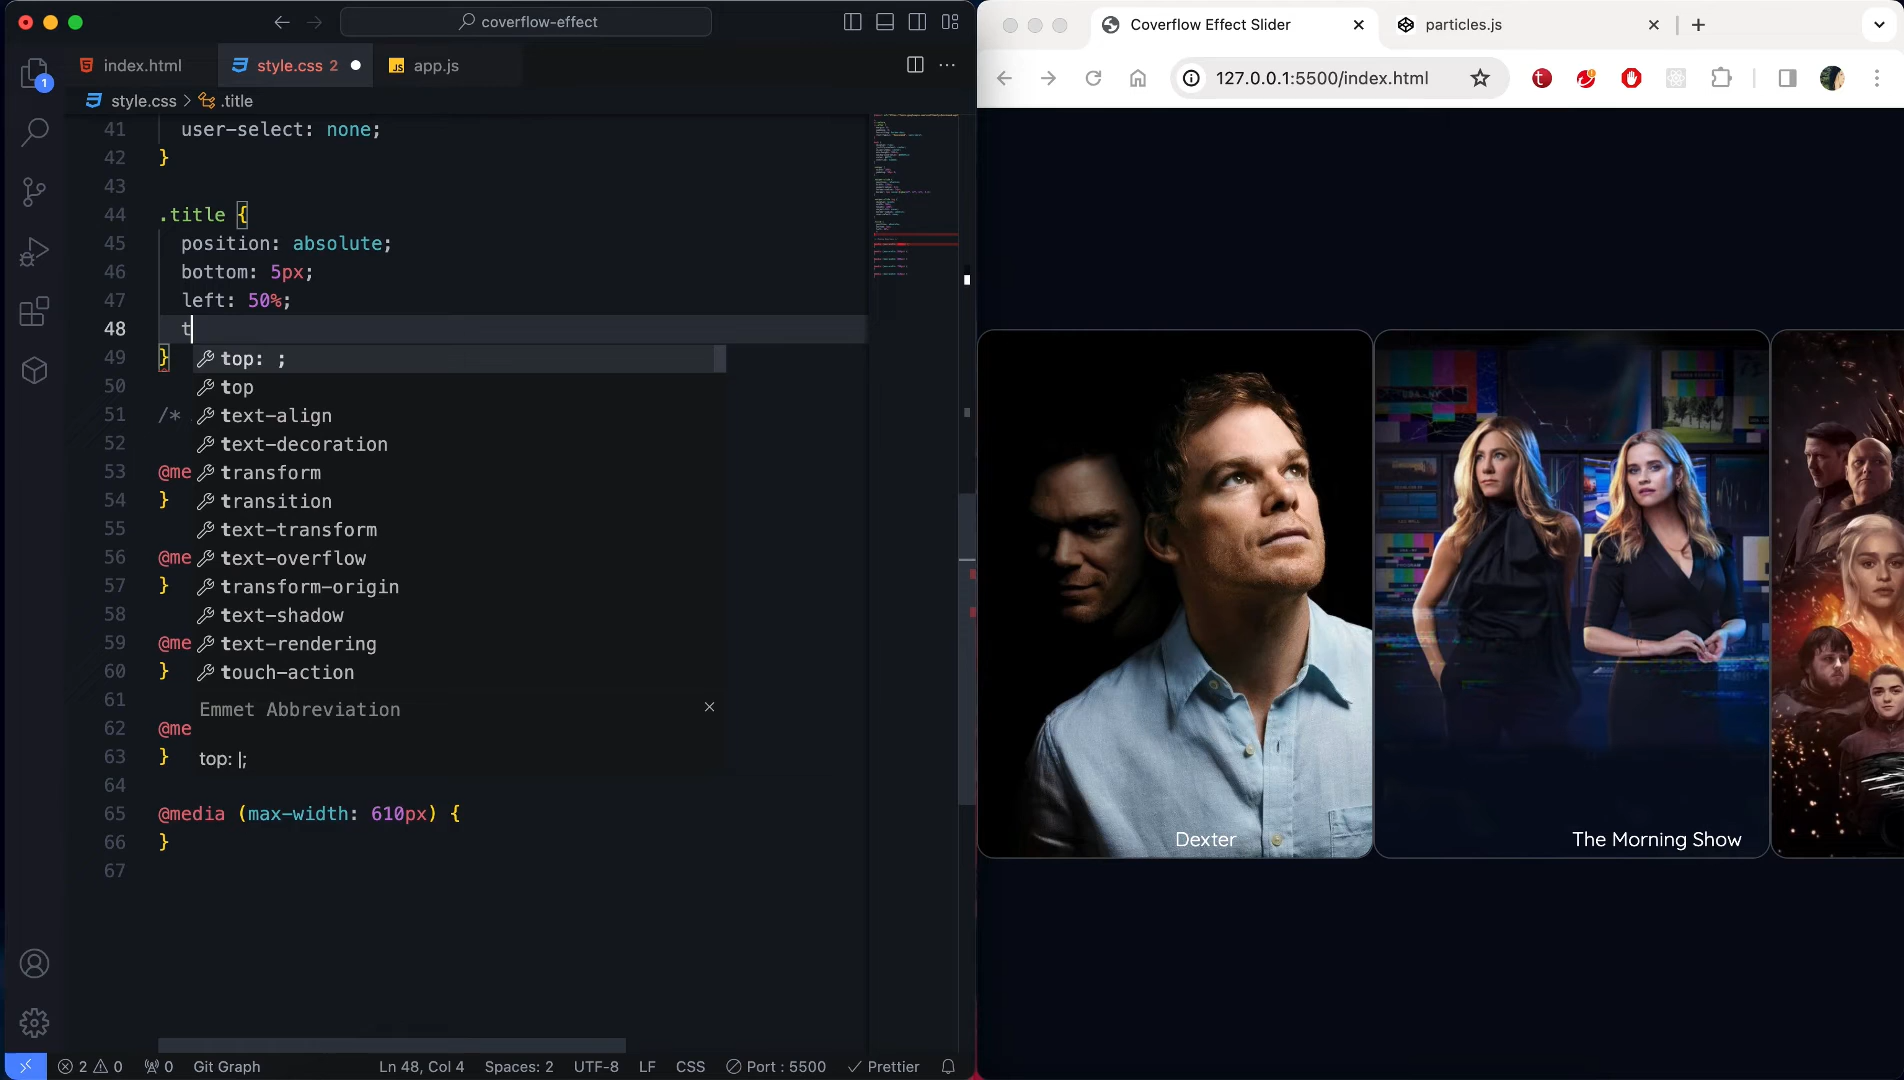 coverflow-effect
index.html
style.css 2
app.js
style.css > .title
1
41 user-select: none;
42 }
43
44 .title {
45 position: absolute;
46 bottom: 5px;
47 left: 50%;
48 t
49 }
50
51 /*
52
53 @me
54 }
55
56 @me
57 }
58
59 @me
60 }
61
62 @me
63 }
64
65 @media (max-width: 610px) {
66 }
67
top: ;
top
text-align
text-decoration
transform
transition
text-transform
text-overflow
transform-origin
text-shadow
text-rendering
touch-action
Emmet Abbreviation
top: |;
2 0
0
Git Graph
Ln 48, Col 4
Spaces: 2
UTF-8
LF
CSS
Port : 5500
Prettier
Coverflow Effect Slider
particles.js
127.0.0.1:5500/index.html
Dexter
The Morning Show